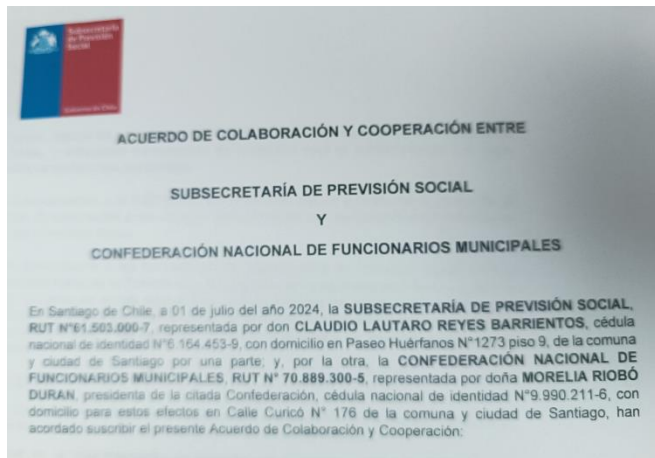 Subsecretaría
de Previsión
Social
Gobierno de Chile
ACUERDO DE COLABORACIÓN Y COOPERACIÓN ENTRE
SUBSECRETARÍA DE PREVISIÓN SOCIAL
Y
CONFEDERACIÓN NACIONAL DE FUNCIONARIOS MUNICIPALES
En Santiago de Chile, a 01 de julio del año 2024, la SUBSECRETARÍA DE PREVISIÓN SOCIAL,
RUT N°61.503.000-7, representada por don CLAUDIO LAUTARO REYES BARRIENTOS, cédula
nacional de identidad N°6.164.453-9, con domicilio en Paseo Huérfanos N°1273 piso 9, de la comuna
y ciudad de Santiago por una parte; y, por la otra, la CONFEDERACIÓN NACIONAL DE
FUNCIONARIOS MUNICIPALES, RUT N° 70.889.300-5, representada por doña MORELIA RIOBÓ
DURAN, presidenta de la citada Confederación, cédula nacional de identidad N°9.990.211-6, con
domicilio para estos efectos en Calle Curicó N° 176 de la comuna y ciudad de Santiago, han
acordado suscribir el presente Acuerdo de Colaboración y Cooperación: